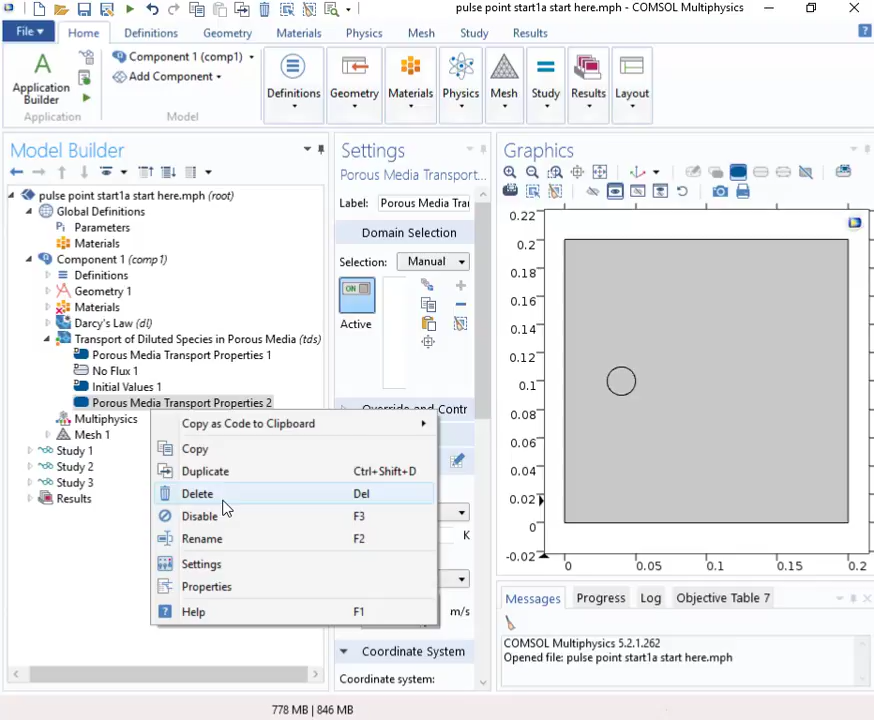 pulse point start1a start here.mph - COMSOL Multiphysics
File
Home
Definitions
Geometry
Materials
Physics
Mesh
Study
Results
Application Builder
Component 1 (comp1)
Add Component
Definitions
Geometry
Materials
Physics
Mesh
Study
Results
Layout
Application
Model
Model Builder
pulse point start1a start here.mph (root)
Global Definitions
Pi Parameters
Materials
Component 1 (comp1)
Definitions
Geometry 1
Materials
Darcy's Law (dl)
Transport of Diluted Species in Porous Media (tds)
Porous Media Transport Properties 1
No Flux 1
Initial Values 1
Porous Media Transport Properties 2
Multiphysics
Mesh 1
Study 1
Study 2
Study 3
Results
Copy as Code to Clipboard
Copy
Duplicate Ctrl+Shift+D
Delete Del
Disable F3
Rename F2
Settings
Properties
Help F1
Settings
Porous Media Transport...
Label: Porous Media Tran
Domain Selection
Selection: Manual
ON
Active
Override and Contr
K
m/s
Coordinate System
Coordinate system:
Graphics
0.22
0.2
0.18
0.16
0.14
0.12
0.1
0.08
0.06
0.04
0.02
0
-0.02
0 0.05 0.1 0.15 0.2
Messages
Progress
Log
Objective Table 7
COMSOL Multiphysics 5.2.1.262
Opened file: pulse point start1a start here.mph
778 MB | 846 MB